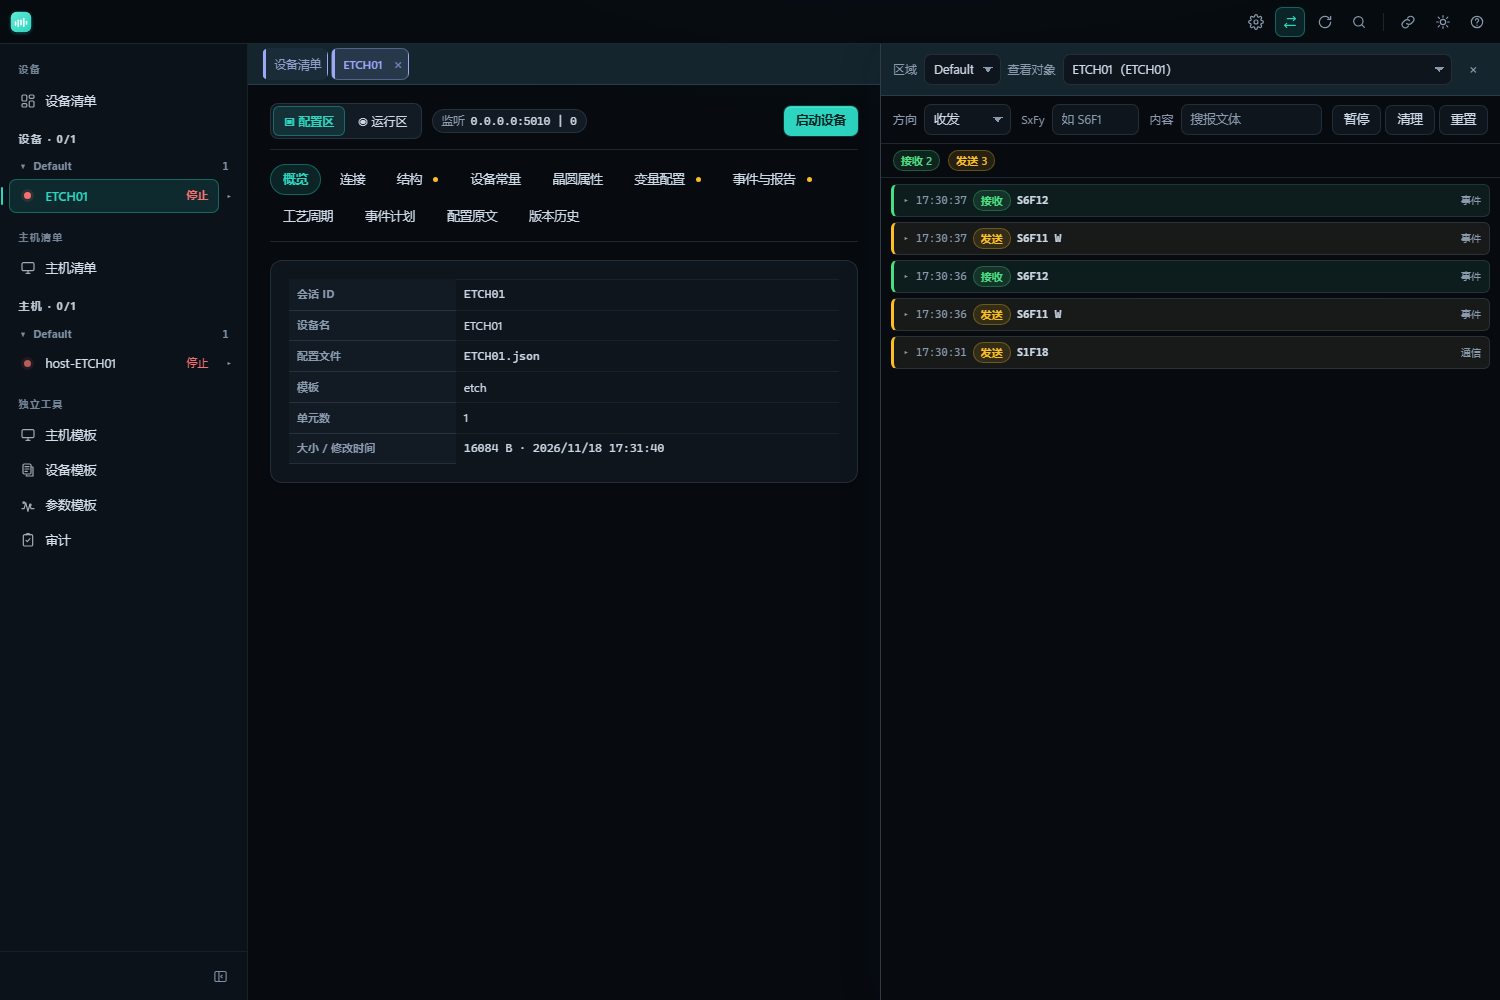 设备
设备清单
设备 · 0/1
Default 1
ETCH01 停止
主机清单
主机清单
主机 · 0/1
Default 1
host-ETCH01 停止
独立工具
主机模板
设备模板
参数模板
审计
设备清单 ETCH01 ×
配置区 运行区 监听 0.0.0.0:5010 | 0 启动设备
概览 连接 结构 设备常量 晶圆属性 变量配置 事件与报告
工艺周期 事件计划 配置原文 版本历史
会话 ID ETCH01
设备名 ETCH01
配置文件 ETCH01.json
模板 etch
单元数 1
大小 / 修改时间 16084 B · 2026/11/18 17:31:40
区域 Default 查看对象 ETCH01 (ETCH01) ×
方向 收发 SxFy 如 S6F1 内容 搜报文体 暂停 清理 重置
接收 2 发送 3
17:30:37 接收 S6F12 事件
17:30:37 发送 S6F11 W 事件
17:30:36 接收 S6F12 事件
17:30:36 发送 S6F11 W 事件
17:30:31 发送 S1F18 通信